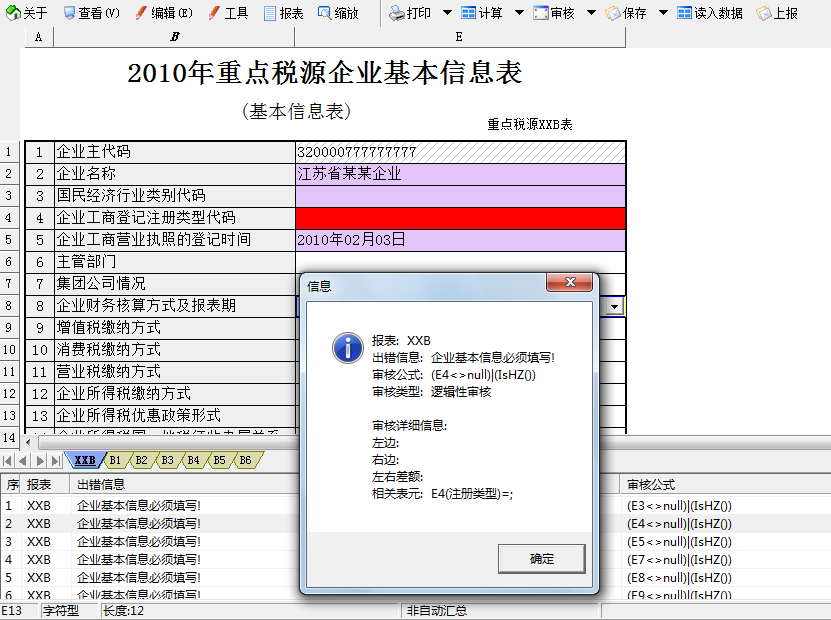 关于 查看(V) 编辑(E) 工具 报表 缩放 打印 计算 审核 保存 读入数据 上报
A B E
2010年重点税源企业基本信息表
(基本信息表)
重点税源XXB表
1 1 企业主代码 320000777777777
2 2 企业名称 江苏省某某企业
3 3 国民经济行业类别代码
4 4 企业工商登记注册类型代码
5 5 企业工商营业执照的登记时间 2010年02月03日
6 6 主管部门
7 7 集团公司情况
8 8 企业财务核算方式及报表期
9 9 增值税缴纳方式
10 10 消费税缴纳方式
11 11 营业税缴纳方式
12 12 企业所得税缴纳方式
13 13 企业所得税优惠政策形式
14
信息
报表: XXB
出错信息: 企业基本信息必须填写!
审核公式: (E4<>null)|(IsHZ())
审核类型: 逻辑性审核
审核详细信息:
左边:
右边:
左右差额:
相关表元: E4(注册类型)=;
确定
XXB B1 B2 B3 B4 B5 B6
序 报表 出错信息 审核公式
1 XXB 企业基本信息必须填写! (E3<>null)|(IsHZ())
2 XXB 企业基本信息必须填写! (E4<>null)|(IsHZ())
3 XXB 企业基本信息必须填写! (E5<>null)|(IsHZ())
4 XXB 企业基本信息必须填写! (E7<>null)|(IsHZ())
5 XXB 企业基本信息必须填写! (E8<>null)|(IsHZ())
6 XXB 企业基本信息必须填写! (E9<>null)|(IsHZ())
E13 字符型 长度:12 非自动汇总